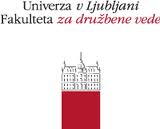 Univerza v Ljubljani
Fakulteta za družbene vede